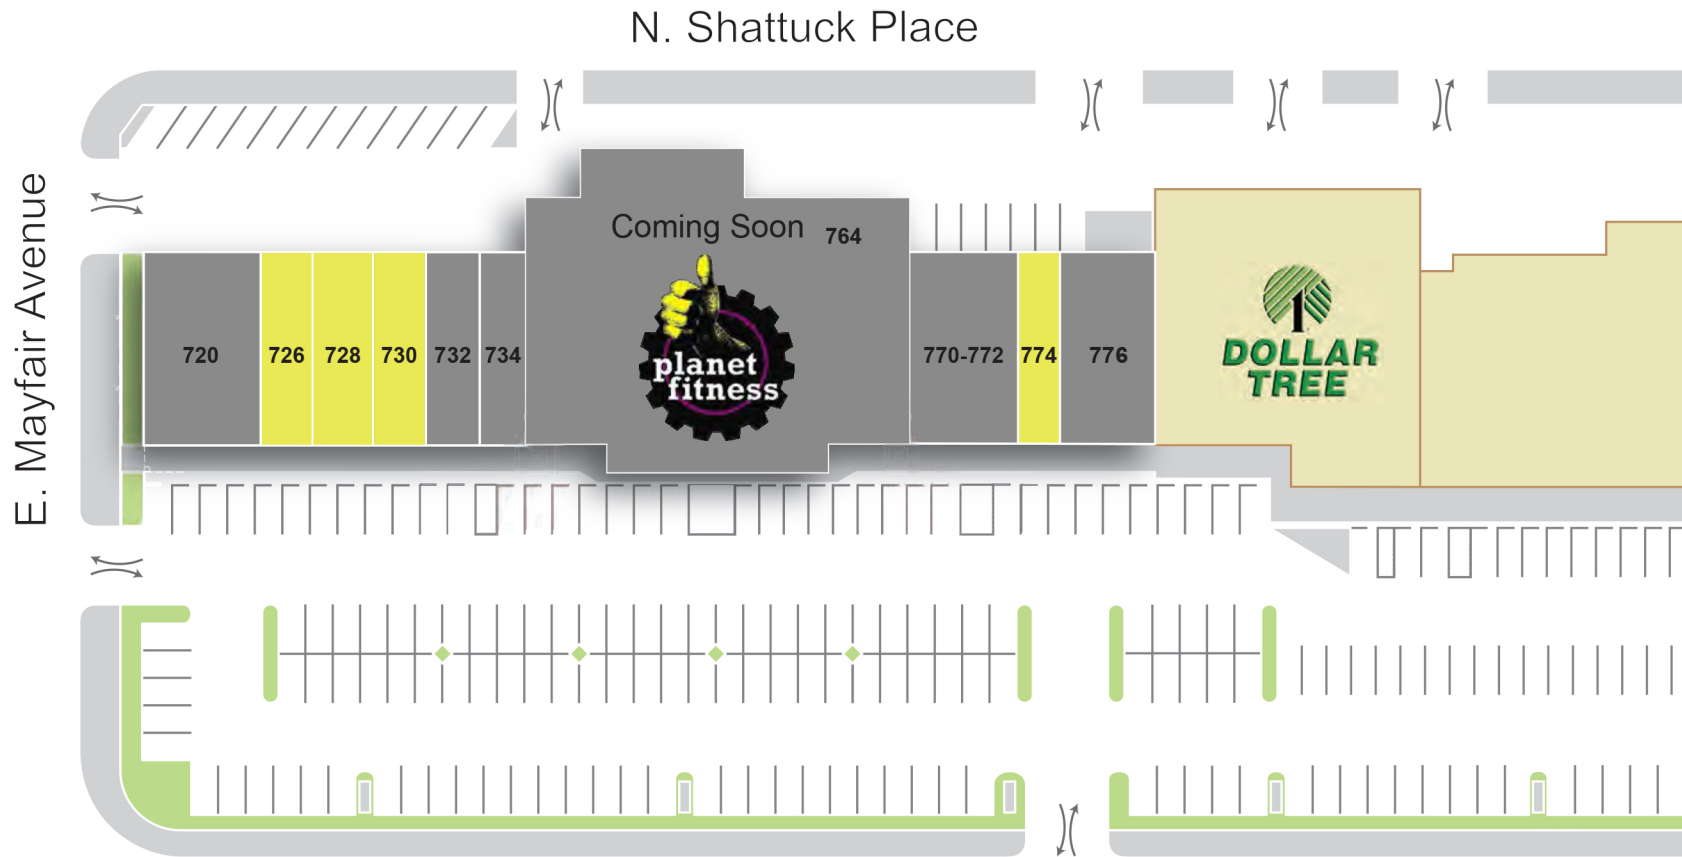 N. Shattuck Place
E. Mayfair Avenue
Coming Soon
764
720
726
728
730
732
734
planet
fitness
770-772
774
776
DOLLAR
TREE